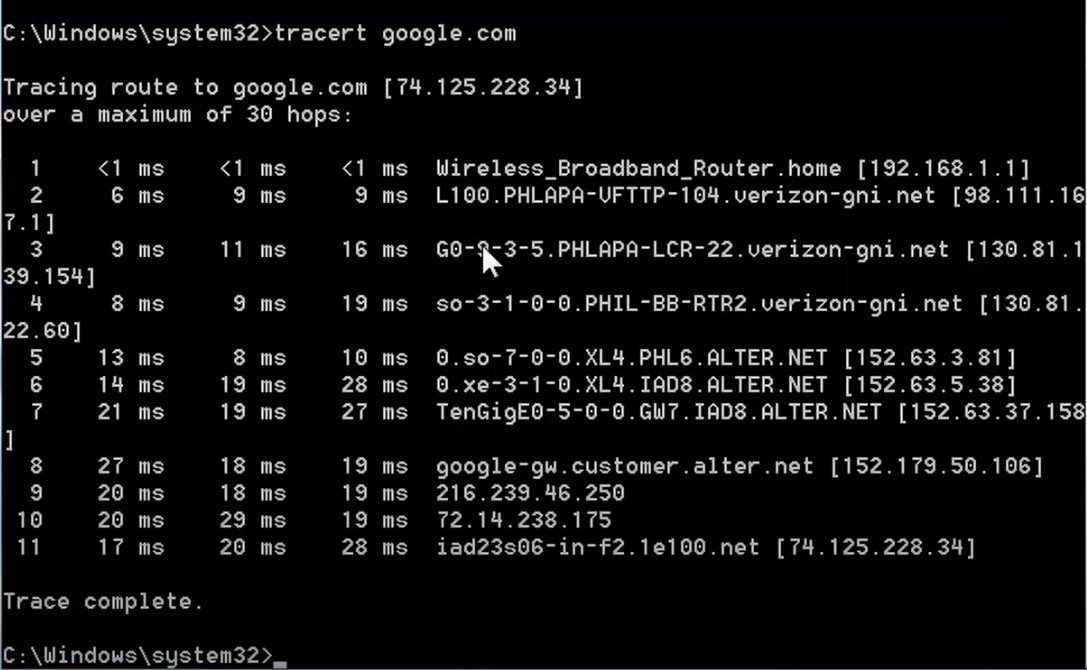 C:\Windows\system32>tracert google.com
Tracing route to google.com [74.125.228.34]
over a maximum of 30 hops:
1 <1 ms <1 ms <1 ms Wireless_Broadband_Router.home [192.168.1.1]
2 6 ms 9 ms 9 ms L100.PHLAPA-VFTTP-104.verizon-gni.net [98.111.16
7.1]
3 9 ms 11 ms 16 ms G0-9-3-5.PHLAPA-LCR-22.verizon-gni.net [130.81.1
39.154]
4 8 ms 9 ms 19 ms so-3-1-0-0.PHIL-BB-RTR2.verizon-gni.net [130.81.
22.60]
5 13 ms 8 ms 10 ms 0.so-7-0-0.XL4.PHL6.ALTER.NET [152.63.3.81]
6 14 ms 19 ms 28 ms 0.xe-3-1-0.XL4.IAD8.ALTER.NET [152.63.5.38]
7 21 ms 19 ms 27 ms TenGigE0-5-0-0.GW7.IAD8.ALTER.NET [152.63.37.158
]
8 27 ms 18 ms 19 ms google-gw.customer.alter.net [152.179.50.106]
9 20 ms 18 ms 19 ms 216.239.46.250
10 20 ms 29 ms 19 ms 72.14.238.175
11 17 ms 20 ms 28 ms iad23s06-in-f2.1e100.net [74.125.228.34]
Trace complete.
C:\Windows\system32>_